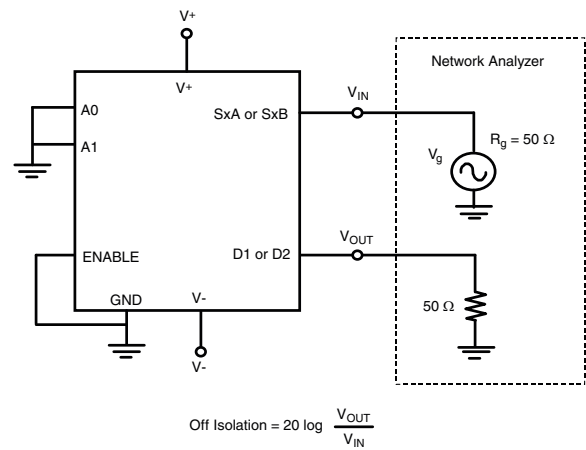 V+
Network Analyzer
V+
A0
SxA or SxB
VIN
A1
Vg
Rg = 50 Ω
ENABLE
D1 or D2
VOUT
GND
V-
50 Ω
V-
Off Isolation = 20 log VOUT
VIN